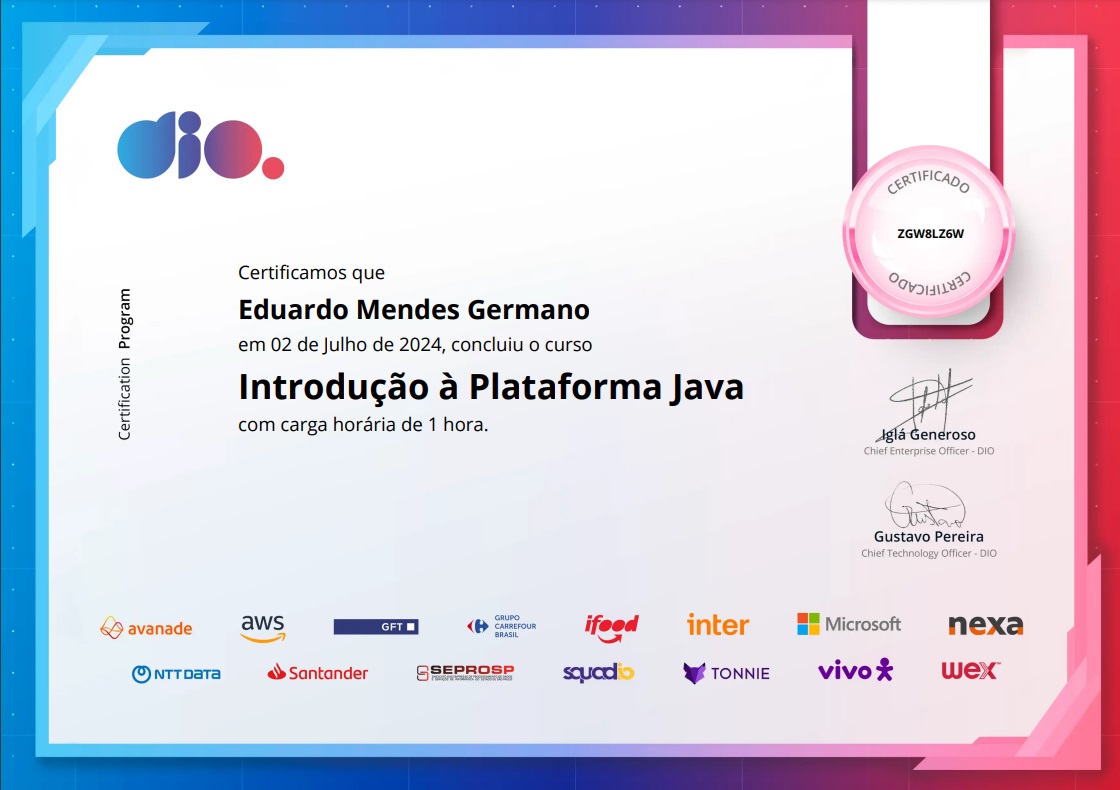 dio.
CERTIFICADO
ZGW8LZ6W
CERTIFICADO
Certification Program
Certificamos que
Eduardo Mendes Germano
em 02 de Julho de 2024, concluiu o curso
Introdução à Plataforma Java
com carga horária de 1 hora.
Iglá Generoso
Chief Enterprise Officer - DIO
Gustavo Pereira
Chief Technology Officer - DIO
avanade
aws
GFT
GRUPO
CARREFOUR
BRASIL
ifood
inter
Microsoft
nexa
NTT DATA
Santander
SEPROSP
squadio
TONNIE
vivo
wex